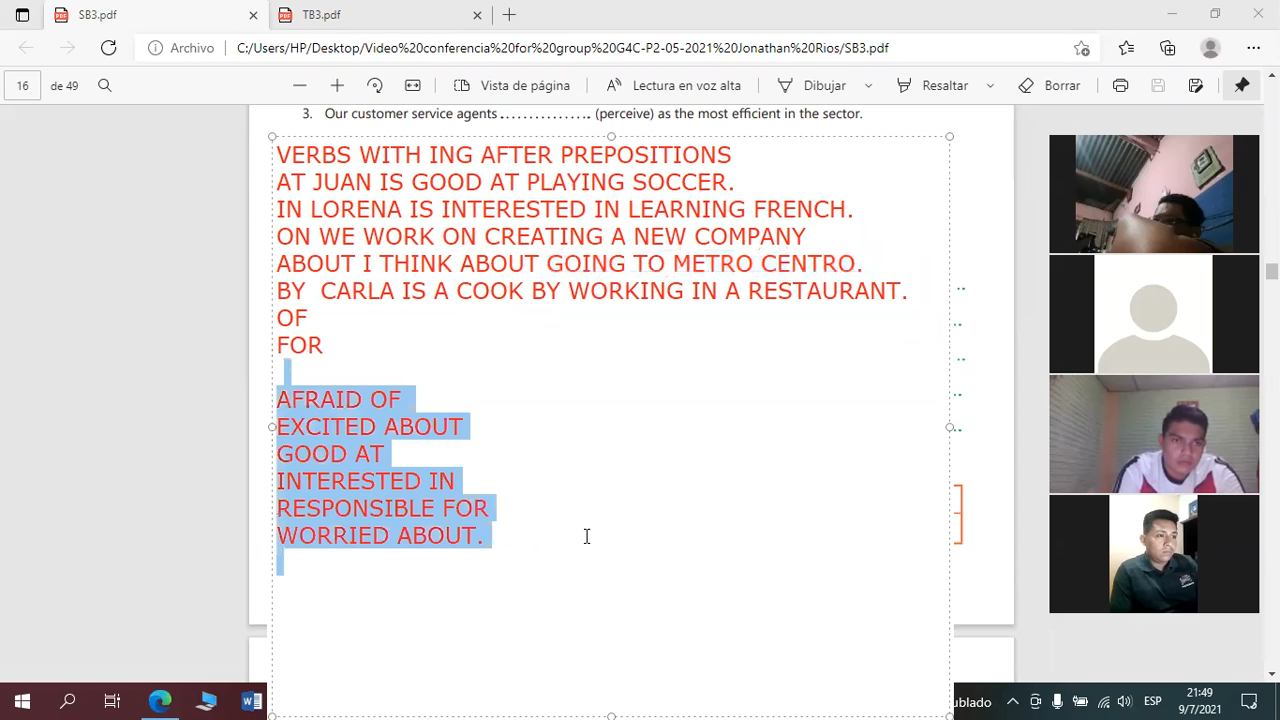 SB3.pdf
TB3.pdf
Archivo
C:/Users/HP/Desktop/Video%20conferencia%20for%20group%20G4C-P2-05-2021%20Jonathan%20Rios/SB3.pdf
16 de 49
Vista de página
Lectura en voz alta
Dibujar
Resaltar
Borrar
3. Our customer service agents ............... (perceive) as the most efficient in the sector.
VERBS WITH ING AFTER PREPOSITIONS
AT JUAN IS GOOD AT PLAYING SOCCER.
IN LORENA IS INTERESTED IN LEARNING FRENCH.
ON WE WORK ON CREATING A NEW COMPANY
ABOUT I THINK ABOUT GOING TO METRO CENTRO.
BY  CARLA IS A COOK BY WORKING IN A RESTAURANT.
OF
FOR
AFRAID OF
EXCITED ABOUT
GOOD AT
INTERESTED IN
RESPONSIBLE FOR
WORRIED ABOUT.
ublado
ESP
21:49
9/7/2021